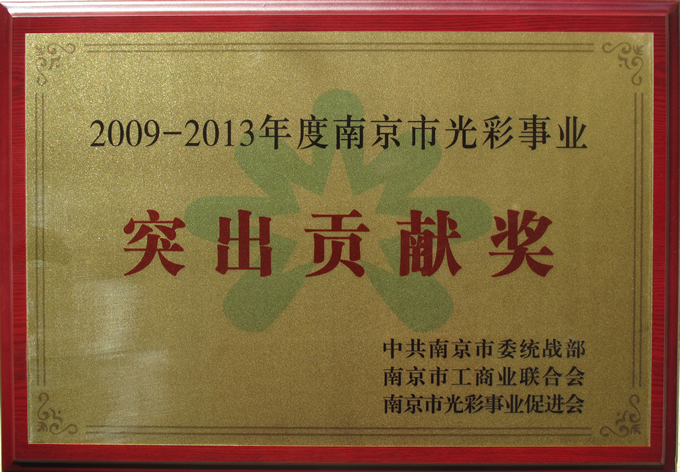 2009-2013年度南京市光彩事业
突出贡献奖
中共南京市委统战部
南京市工商业联合会
南京市光彩事业促进会